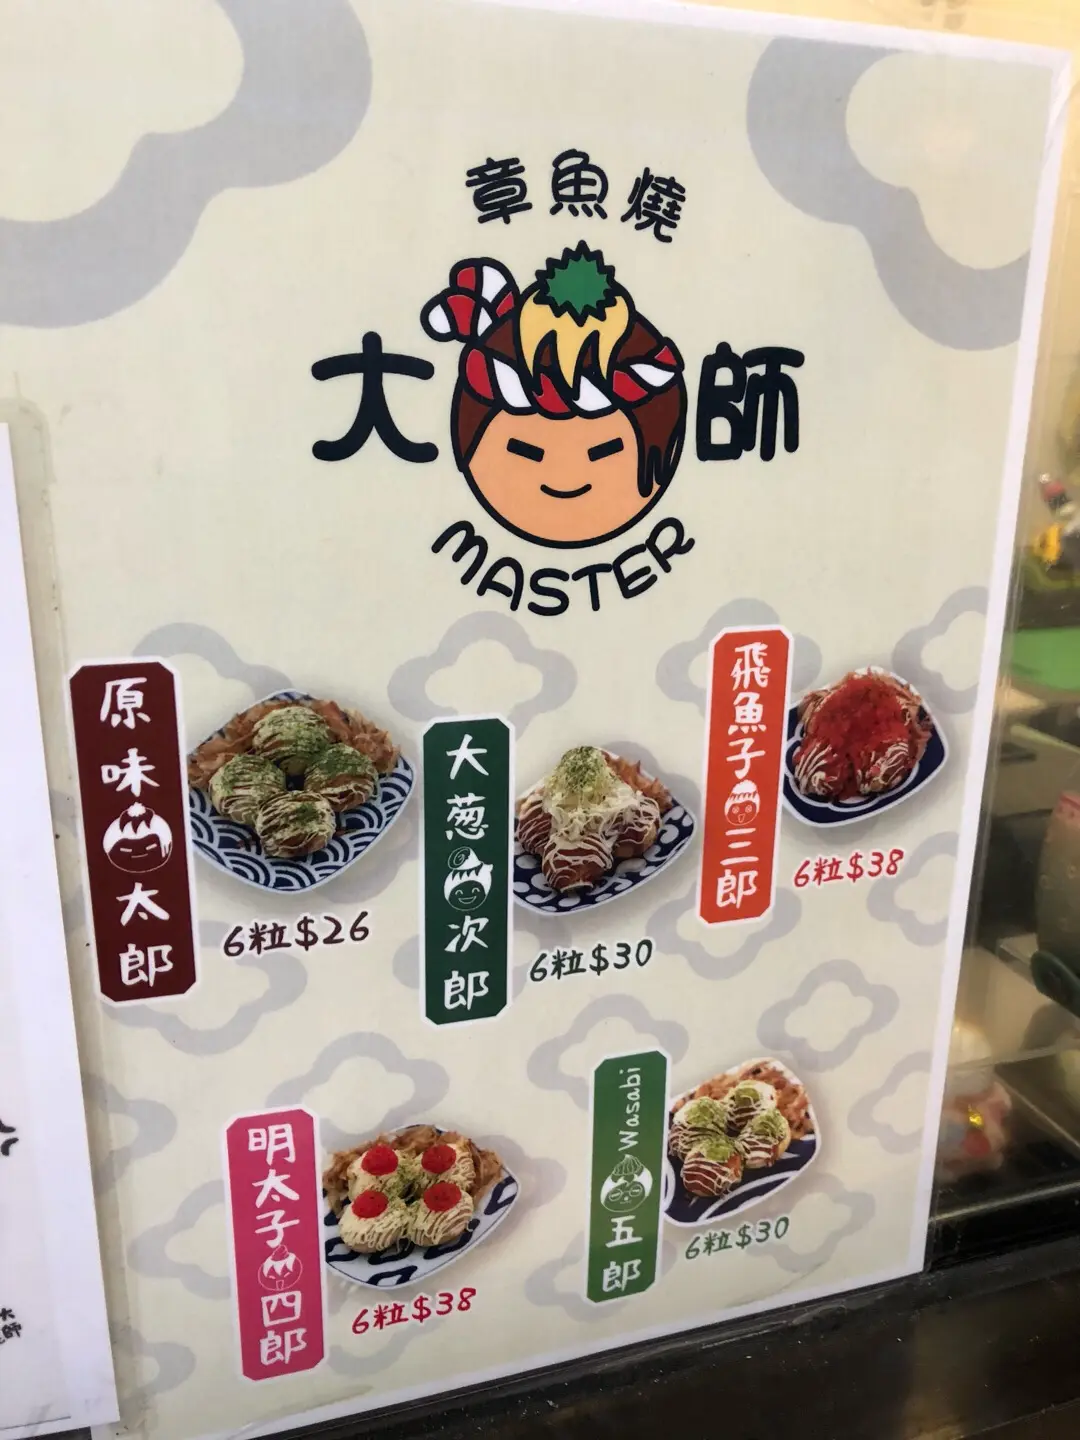 章魚燒
大師
MASTER
原味太郎
6粒$26
大葱次郎
6粒$30
飛魚子三郎
6粒$38
明太子四郎
6粒$38
Wasabi五郎
6粒$30